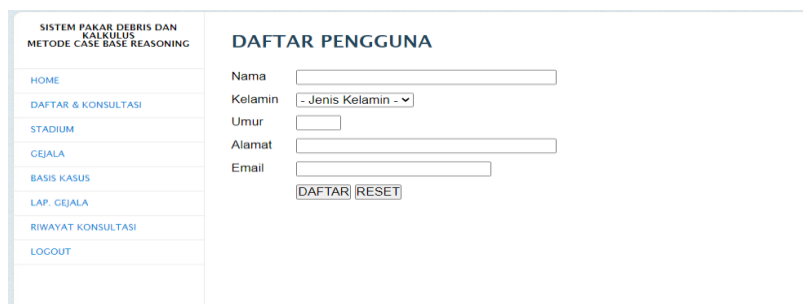 SISTEM PAKAR DEBRIS DAN
KALKULUS
METODE CASE BASE REASONING
HOME
DAFTAR & KONSULTASI
STADIUM
GEJALA
BASIS KASUS
LAP. GEJALA
RIWAYAT KONSULTASI
LOGOUT
DAFTAR PENGGUNA
Nama
Kelamin - Jenis Kelamin -
Umur
Alamat
Email
DAFTAR RESET